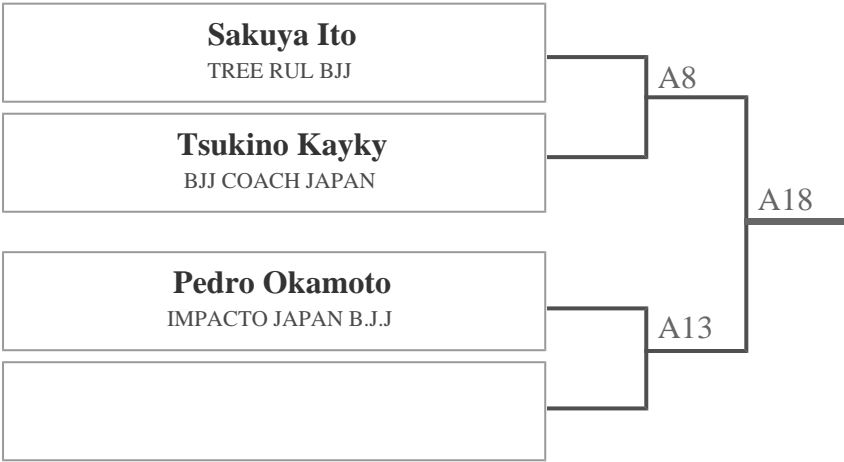 Sakuya Ito
TREE RUL BJJ
A8
Tsukino Kayky
BJJ COACH JAPAN
A18
Pedro Okamoto
IMPACTO JAPAN B.J.J
A13